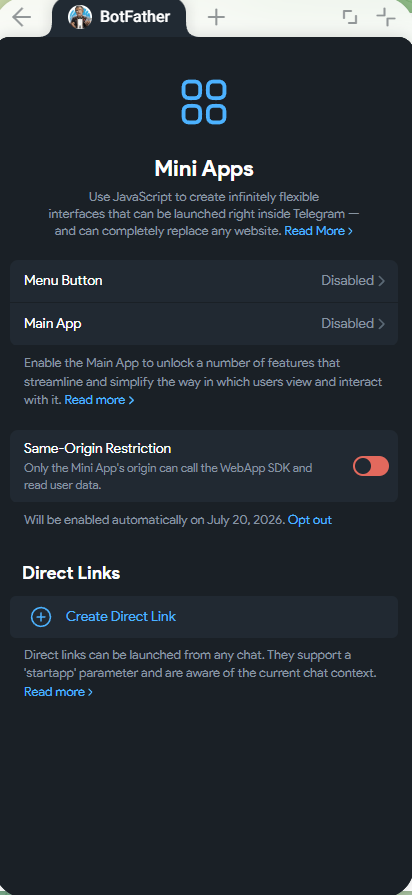 BotFather
Mini Apps
Use JavaScript to create infinitely flexible
interfaces that can be launched right inside Telegram —
and can completely replace any website. Read More >
Menu Button Disabled >
Main App Disabled >
Enable the Main App to unlock a number of features that
streamline and simplify the way in which users view and interact
with it. Read more >
Same-Origin Restriction
Only the Mini App's origin can call the WebApp SDK and
read user data.
Will be enabled automatically on July 20, 2026. Opt out
Direct Links
Create Direct Link
Direct links can be launched from any chat. They support a
'startapp' parameter and are aware of the current chat context.
Read more >